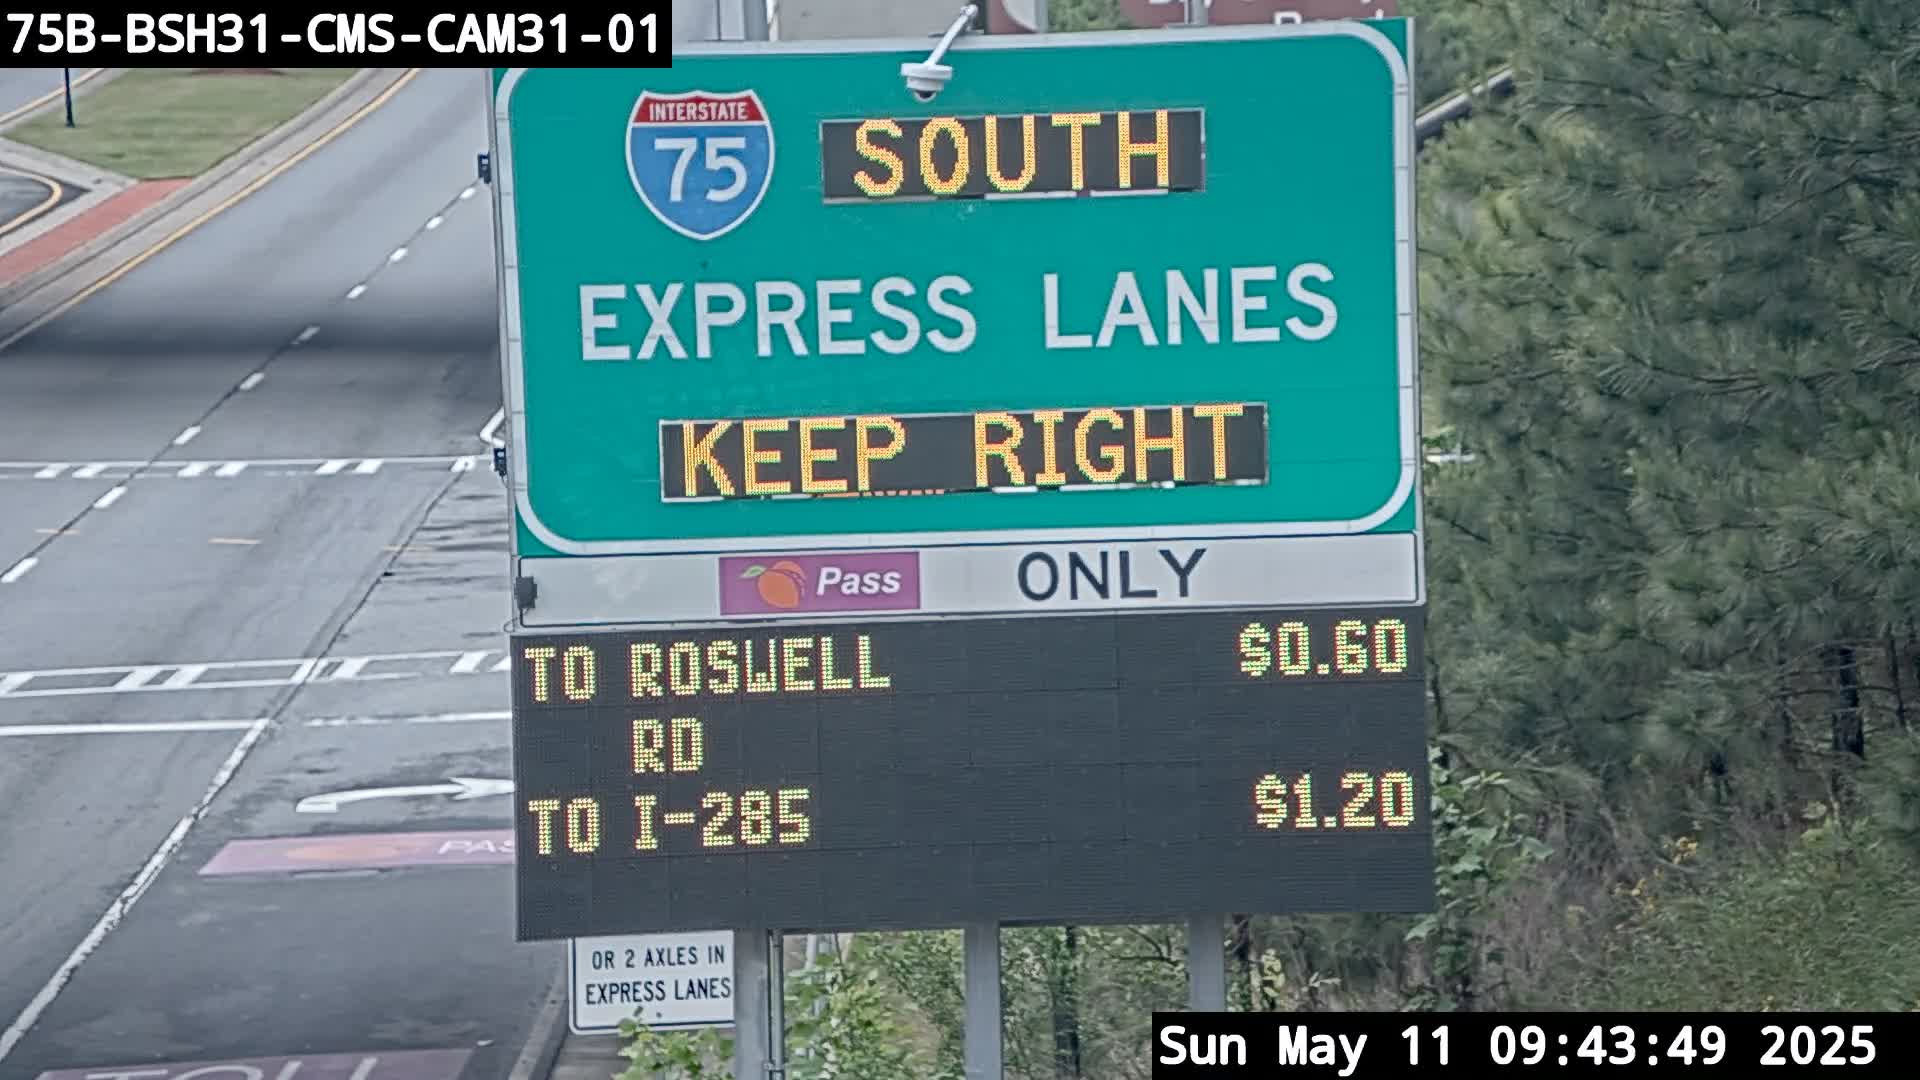 75B-BSH31-CMS-CAM31-01
INTERSTATE
75
SOUTH
EXPRESS LANES
KEEP RIGHT
Pass ONLY
TO ROSWELL $0.60
RD
TO I-285 $1.20
OR 2 AXLES IN
EXPRESS LANES
TOLL
Sun May 11 09:43:49 2025